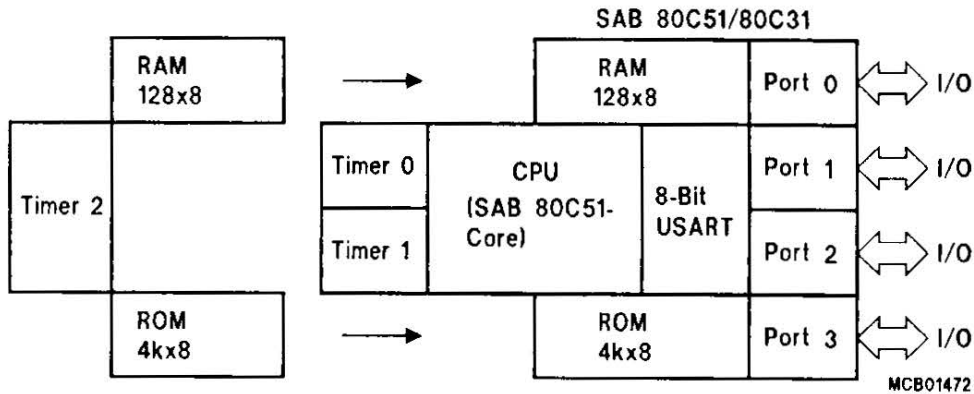 SAB 80C51/80C31
RAM
128x8
RAM
128x8
Port 0
I/O
Timer 2
Timer 0
Timer 1
CPU
(SAB 80C51-
Core)
8-Bit
USART
Port 1
I/O
Port 2
I/O
ROM
4kx8
ROM
4kx8
Port 3
I/O
MCB01472